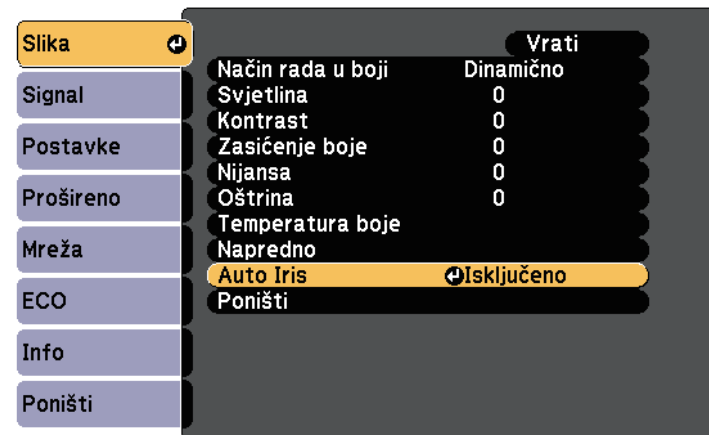 Slika
Signal
Postavke
Prošireno
Mreža
ECO
Info
Poništi
Vrati
Način rada u boji Dinamično
Svjetlina 0
Kontrast 0
Zasićenje boje 0
Nijansa 0
Oštrina 0
Temperatura boje
Napredno
Auto Iris Isključeno
Poništi